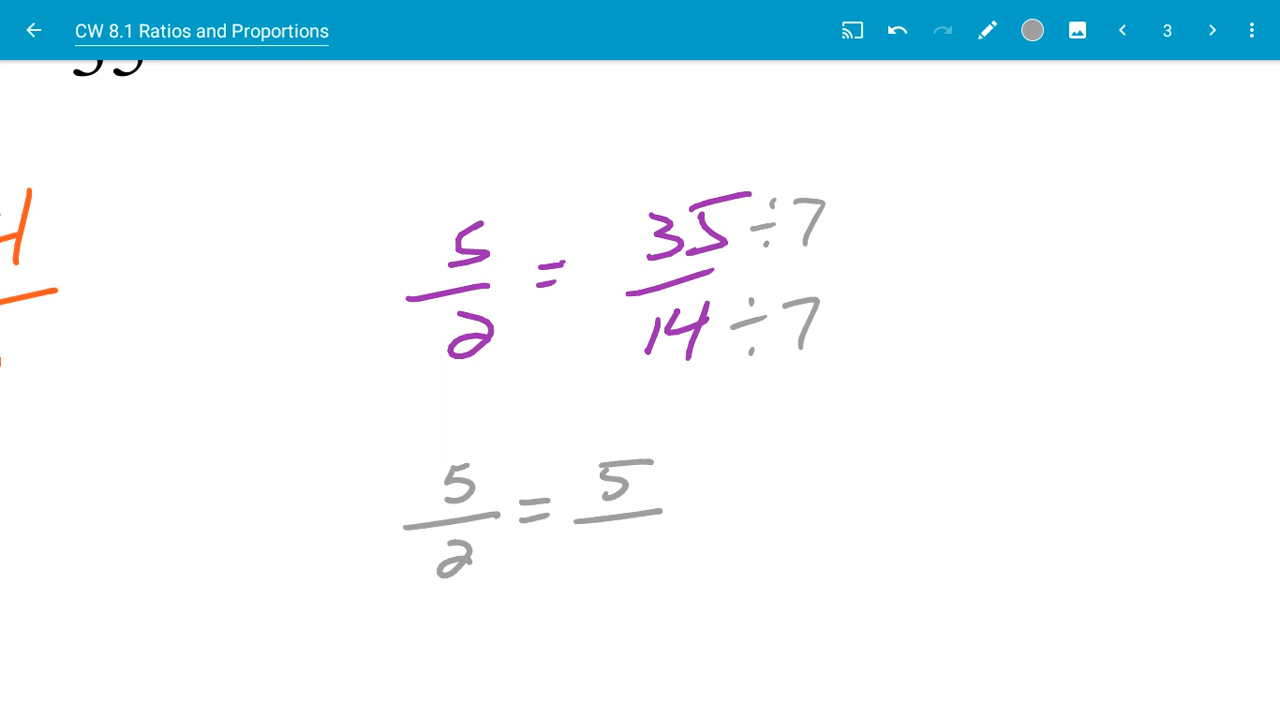 CW 8.1 Ratios and Proportions 3
5/2 = 35/14 ÷7 ÷7
5/2 = 5/